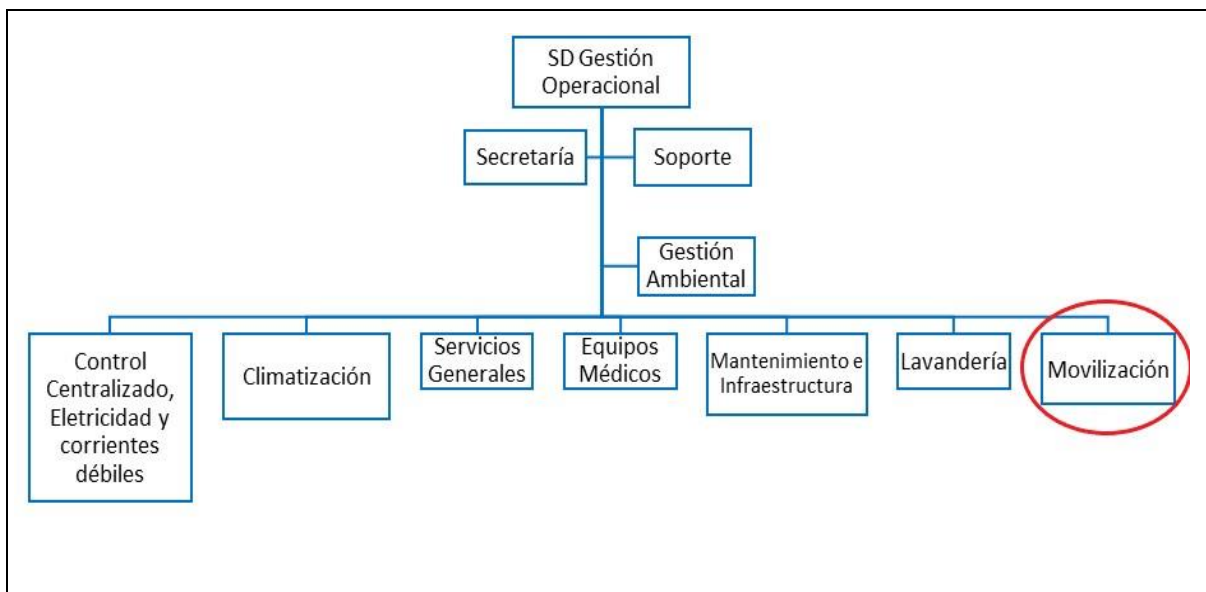 SD Gestión
Operacional
Secretaría
Soporte
Gestión
Ambiental
Control
Centralizado,
Eletricidad y
corrientes
débiles
Climatización
Servicios
Generales
Equipos
Médicos
Mantenimiento e
Infraestructura
Lavandería
Movilización